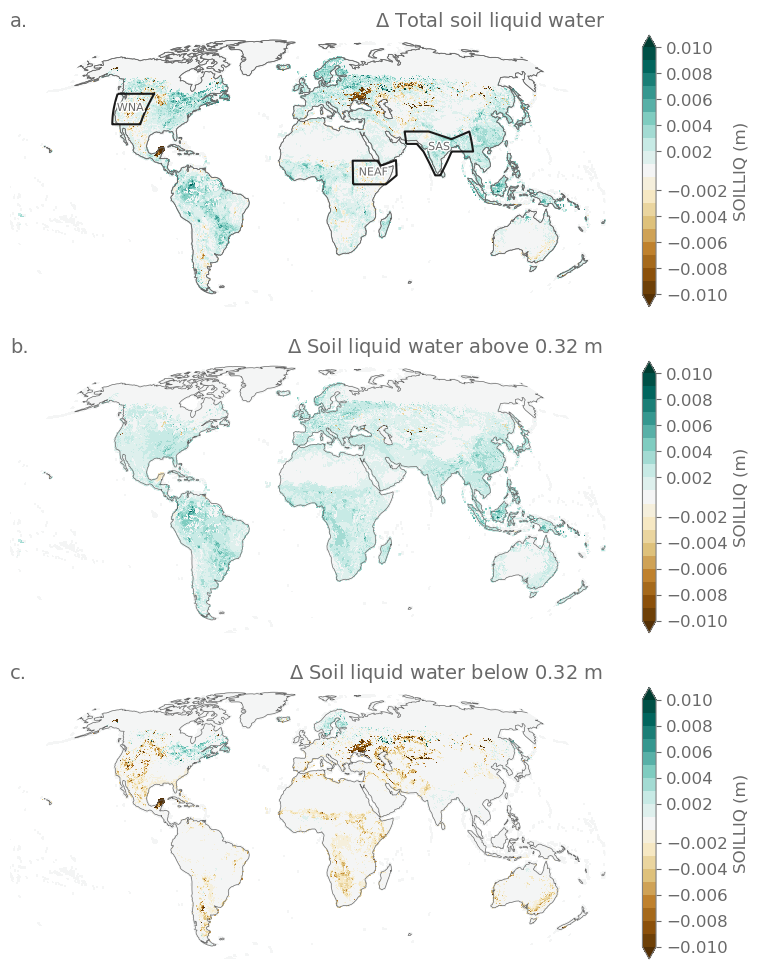 a.
Δ Total soil liquid water
WNA
SAS
NEAF
0.010
0.008
0.006
0.004
0.002
−0.002
−0.004
−0.006
−0.008
−0.010
SOILLIQ (m)
b.
Δ Soil liquid water above 0.32 m
0.010
0.008
0.006
0.004
0.002
−0.002
−0.004
−0.006
−0.008
−0.010
SOILLIQ (m)
c.
Δ Soil liquid water below 0.32 m
0.010
0.008
0.006
0.004
0.002
−0.002
−0.004
−0.006
−0.008
−0.010
SOILLIQ (m)